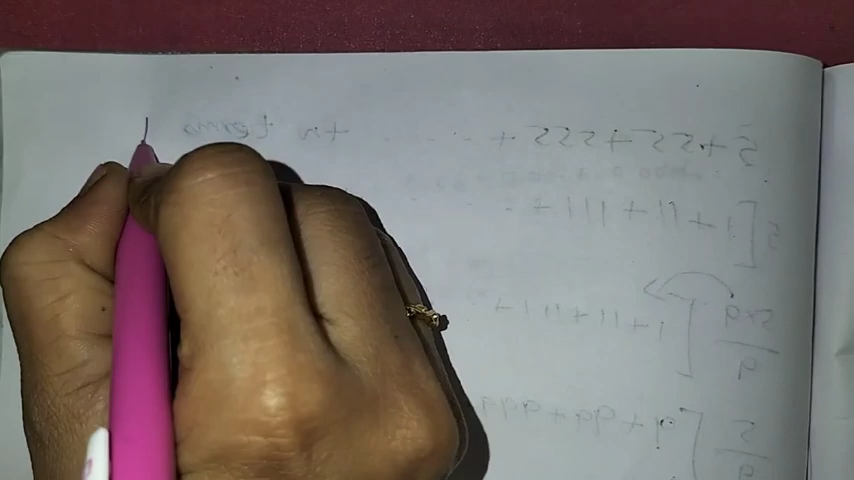 5+55+555+ - - - +n terms
5[1+11+111+ - - -
5×9/9[1+11+111+
5/9[9+99+999